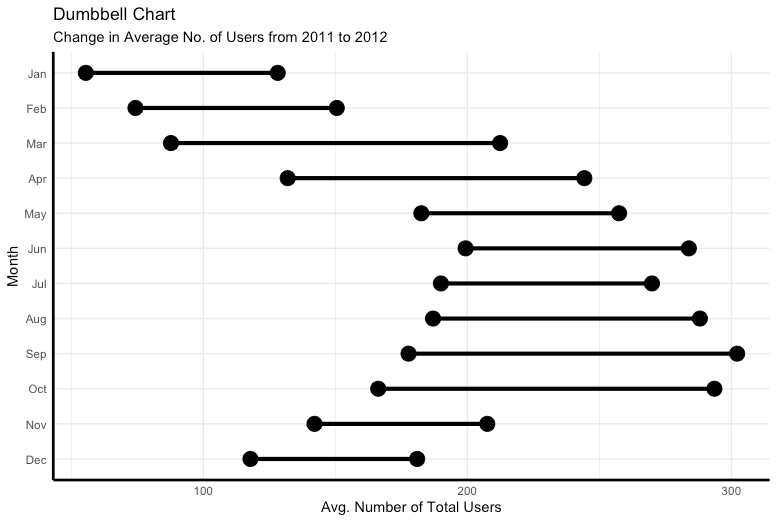 Dumbbell Chart
Change in Average No. of Users from 2011 to 2012
Month
Jan
Feb
Mar
Apr
May
Jun
Jul
Aug
Sep
Oct
Nov
Dec
100 200 300
Avg. Number of Total Users